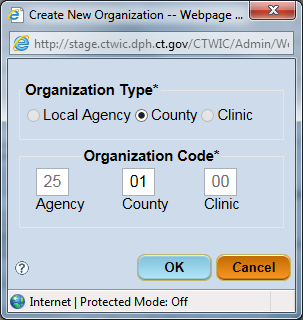 Create New Organization -- Webpage ...
http://stage.ctwic.dph.ct.gov/CTWIC/Admin/We
Organization Type*
Local Agency County Clinic
Organization Code*
25 01 00
Agency County Clinic
? OK Cancel
Internet | Protected Mode: Off